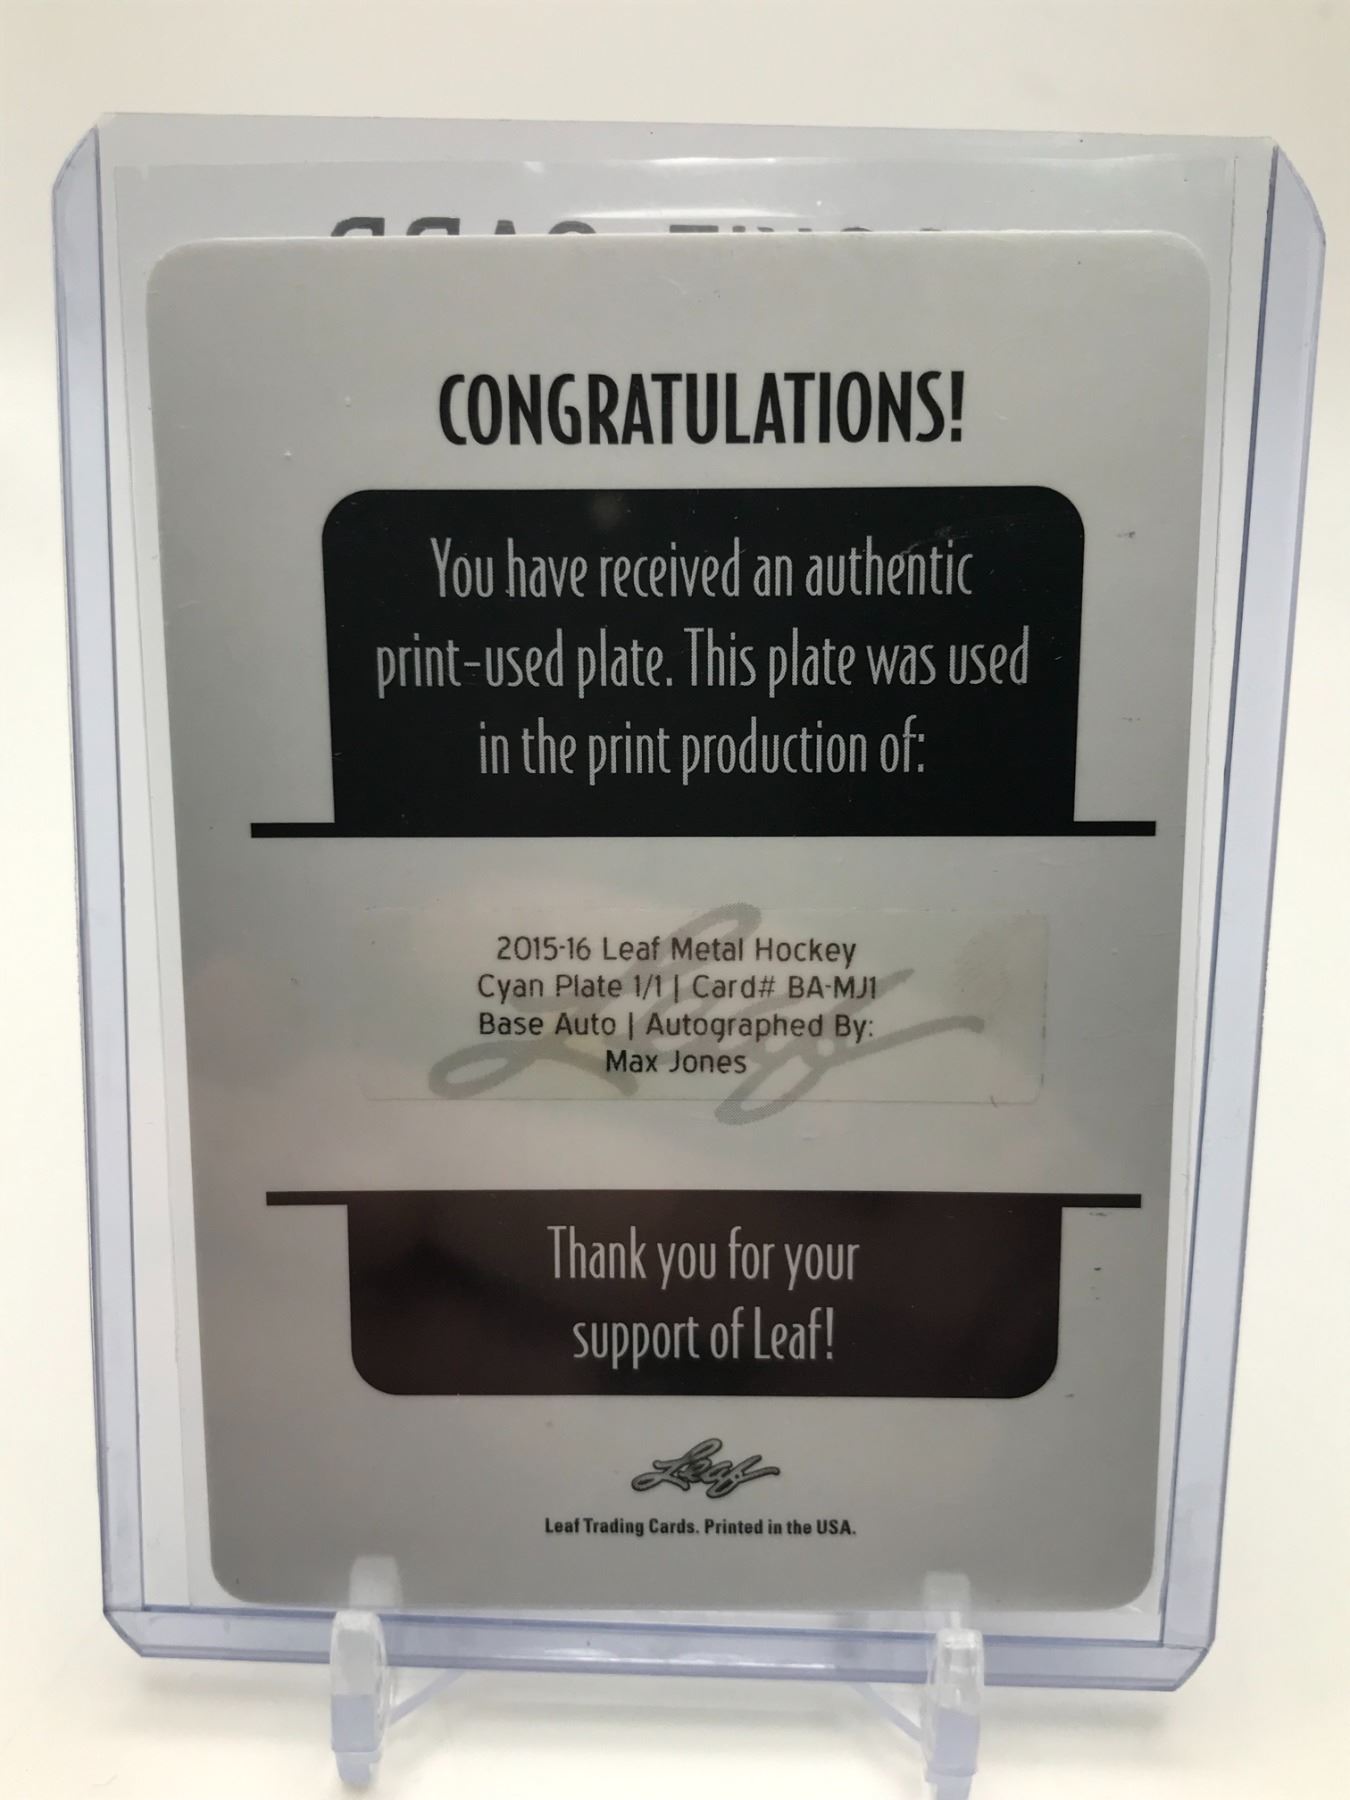 CONGRATULATIONS!
You have received an authentic
print-used plate. This plate was used
in the print production of:
2015-16 Leaf Metal Hockey
Cyan Plate 1/1 | Card# BA-MJ1
Base Auto | Autographed By:
Max Jones
Leaf
Thank you for your
support of Leaf!
Leaf
Leaf Trading Cards. Printed in the USA.